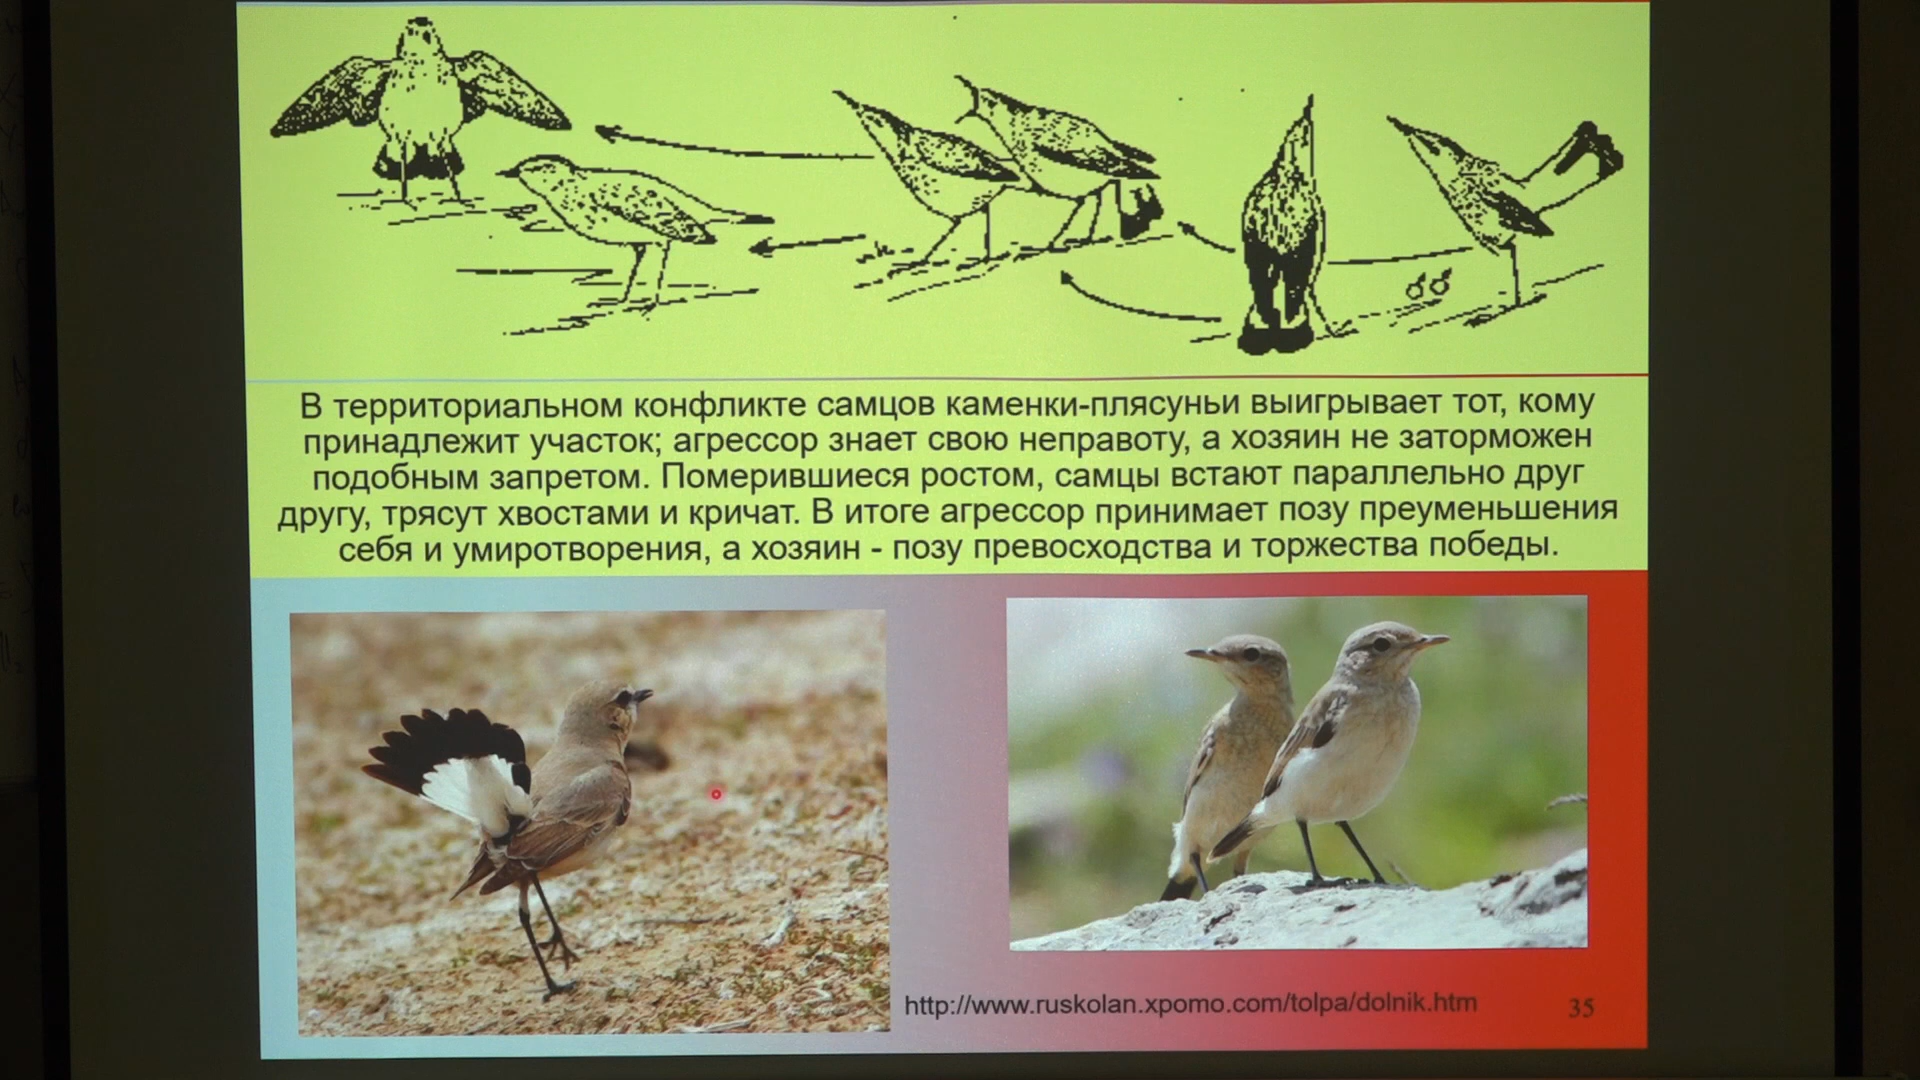 ♂♂
В территориальном конфликте самцов каменки-плясуньи выигрывает тот, кому
принадлежит участок; агрессор знает свою неправоту, а хозяин не заторможен
подобным запретом. Померившиеся ростом, самцы встают параллельно друг
другу, трясут хвостами и кричат. В итоге агрессор принимает позу преуменьшения
себя и умиротворения, а хозяин - позу превосходства и торжества победы.
http://www.ruskolan.xpomo.com/tolpa/dolnik.htm
35